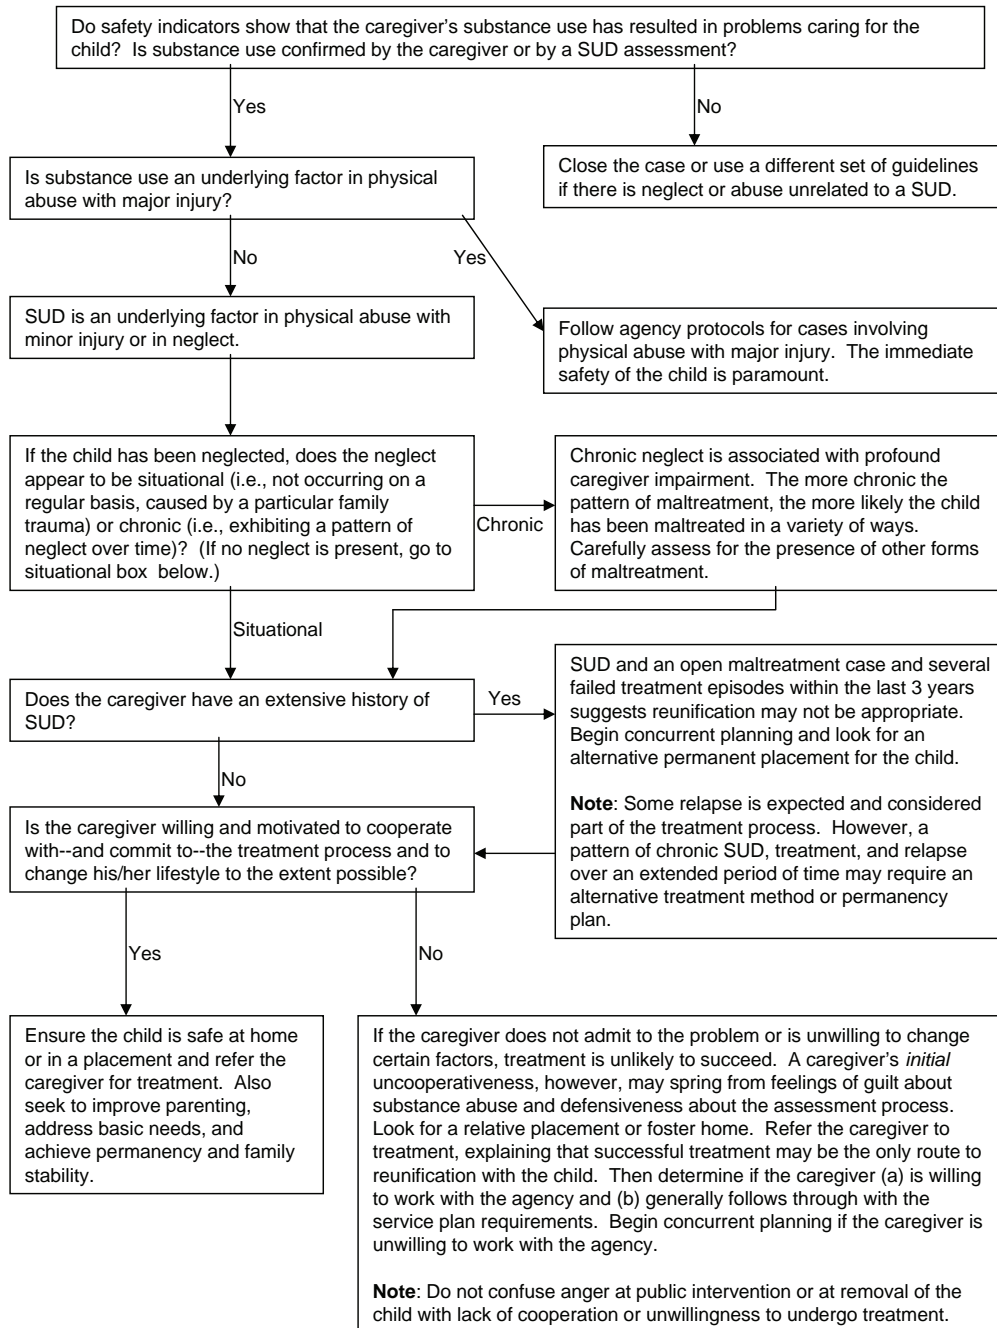 Do safety indicators show that the caregiver's substance use has resulted in problems caring for the
child?  Is substance use confirmed by the caregiver or by a SUD assessment?
Yes
No
Is substance use an underlying factor in physical
abuse with major injury?
Close the case or use a different set of guidelines
if there is neglect or abuse unrelated to a SUD.
No
Yes
SUD is an underlying factor in physical abuse with
minor injury or in neglect.
Follow agency protocols for cases involving
physical abuse with major injury.  The immediate
safety of the child is paramount.
If the child has been neglected, does the neglect
appear to be situational (i.e., not occurring on a
regular basis, caused by a particular family
trauma) or chronic (i.e., exhibiting a pattern of
neglect over time)?  (If no neglect is present, go to
situational box  below.)
Chronic
Chronic neglect is associated with profound
caregiver impairment.  The more chronic the
pattern of maltreatment, the more likely the child
has been maltreated in a variety of ways.
Carefully assess for the presence of other forms
of maltreatment.
Situational
Does the caregiver have an extensive history of
SUD?
Yes
SUD and an open maltreatment case and several
failed treatment episodes within the last 3 years
suggests reunification may not be appropriate.
Begin concurrent planning and look for an
alternative permanent placement for the child.
Note: Some relapse is expected and considered
part of the treatment process.  However, a
pattern of chronic SUD, treatment, and relapse
over an extended period of time may require an
alternative treatment method or permanency
plan.
No
Is the caregiver willing and motivated to cooperate
with--and commit to--the treatment process and to
change his/her lifestyle to the extent possible?
Yes
No
Ensure the child is safe at home
or in a placement and refer the
caregiver for treatment.  Also
seek to improve parenting,
address basic needs, and
achieve permanency and family
stability.
If the caregiver does not admit to the problem or is unwilling to change
certain factors, treatment is unlikely to succeed.  A caregiver's initial
uncooperativeness, however, may spring from feelings of guilt about
substance abuse and defensiveness about the assessment process.
Look for a relative placement or foster home.  Refer the caregiver to
treatment, explaining that successful treatment may be the only route to
reunification with the child.  Then determine if the caregiver (a) is willing
to work with the agency and (b) generally follows through with the
service plan requirements.  Begin concurrent planning if the caregiver is
unwilling to work with the agency.
Note: Do not confuse anger at public intervention or at removal of the
child with lack of cooperation or unwillingness to undergo treatment.